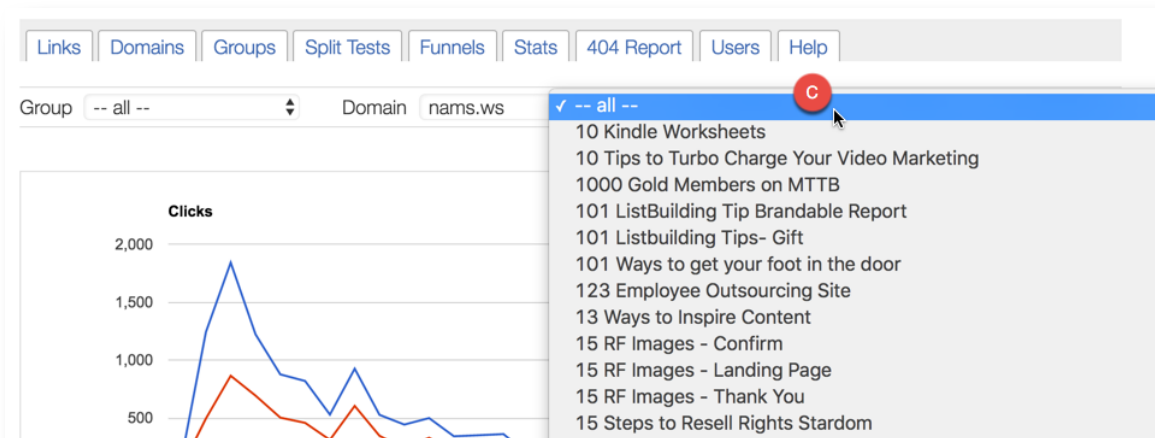 Links Domains Groups Split Tests Funnels Stats 404 Report Users Help
Group -- all -- Domain nams.ws ✓ -- all -- C
10 Kindle Worksheets
10 Tips to Turbo Charge Your Video Marketing
1000 Gold Members on MTTB
101 ListBuilding Tip Brandable Report
101 Listbuilding Tips- Gift
101 Ways to get your foot in the door
123 Employee Outsourcing Site
13 Ways to Inspire Content
15 RF Images - Confirm
15 RF Images - Landing Page
15 RF Images - Thank You
15 Steps to Resell Rights Stardom
Clicks
2,000
1,500
1,000
500